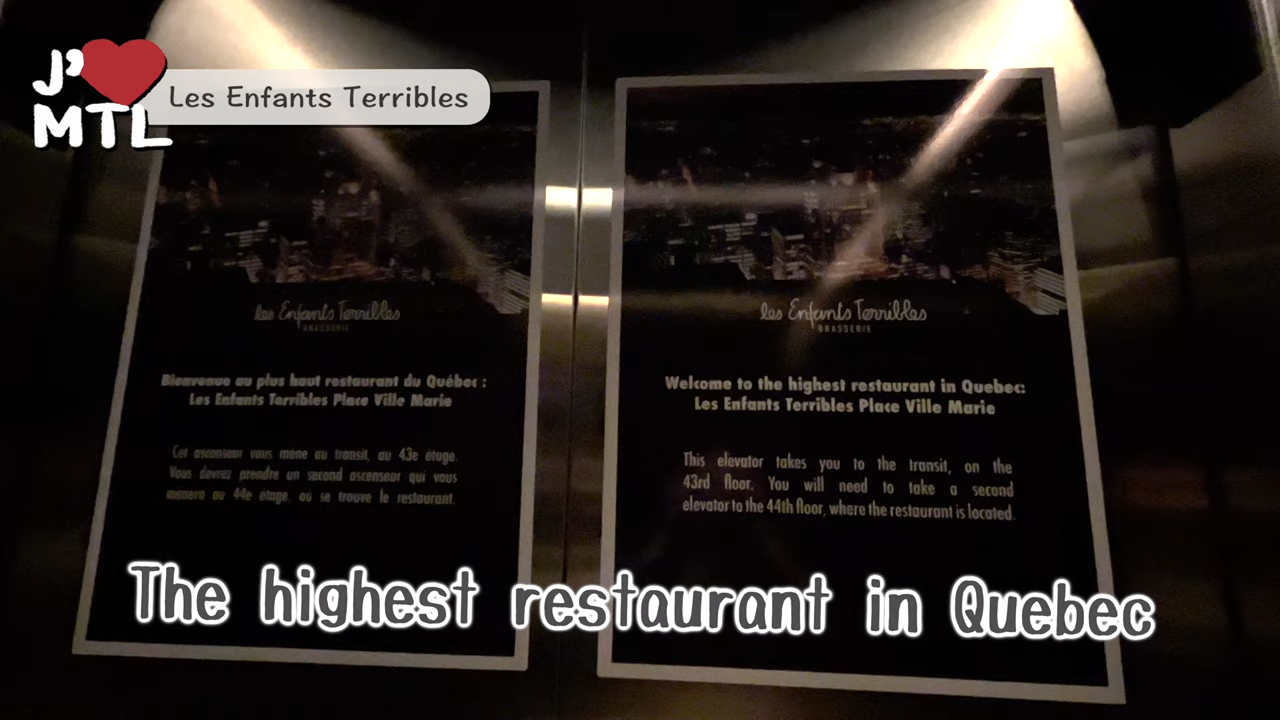 J'
MTL
Les Enfants Terribles
les Enfants Terribles
BRASSERIE
Bienvenue au plus haut restaurant du Québec :
Les Enfants Terribles Place Ville Marie
Cet ascenseur vous mene au transit, au 43e étage.
Vous devrez prendre un second ascenseur qui vous
menera au 44e étage, ou se trouve le restaurant.
les Enfants Terribles
BRASSERIE
Welcome to the highest restaurant in Quebec:
Les Enfants Terribles Place Ville Marie
This elevator takes you to the transit, on the
43rd floor. You will need to take a second
elevator to the 44th floor, where the restaurant is located.
The highest restaurant in Quebec